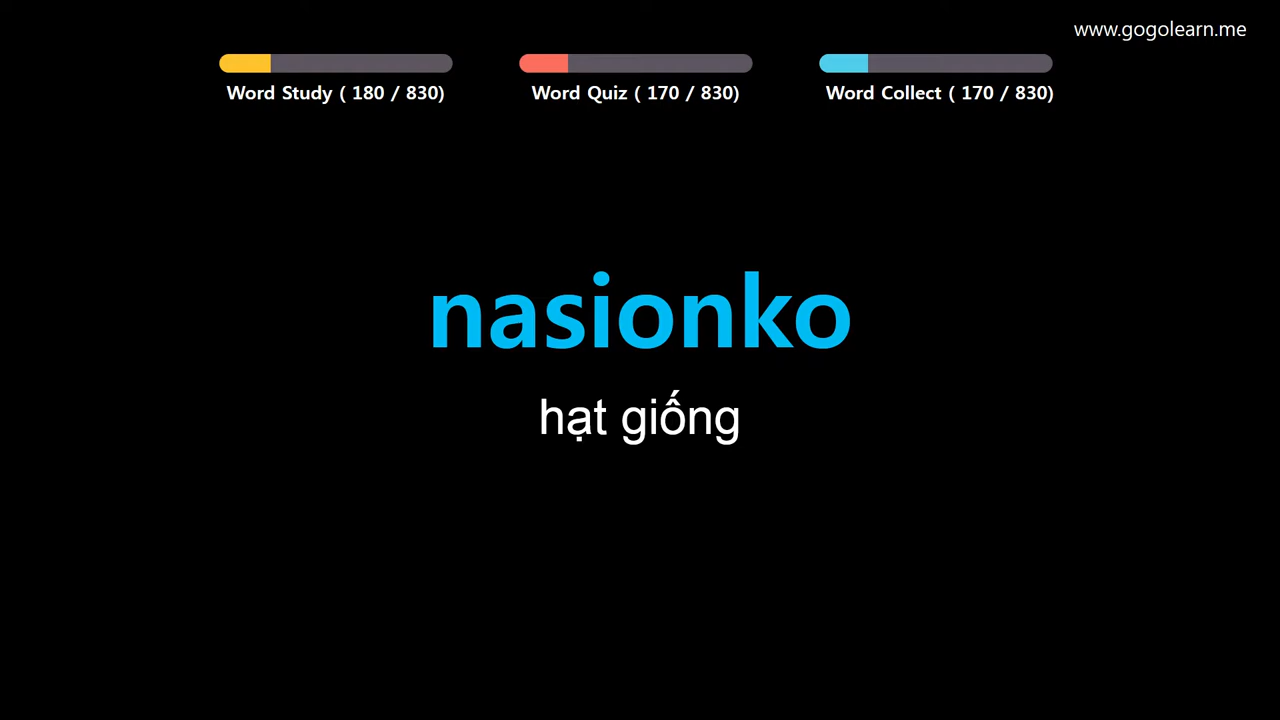 www.gogolearn.me
Word Study ( 180 / 830)
Word Quiz ( 170 / 830)
Word Collect ( 170 / 830)
nasionko
hạt giống